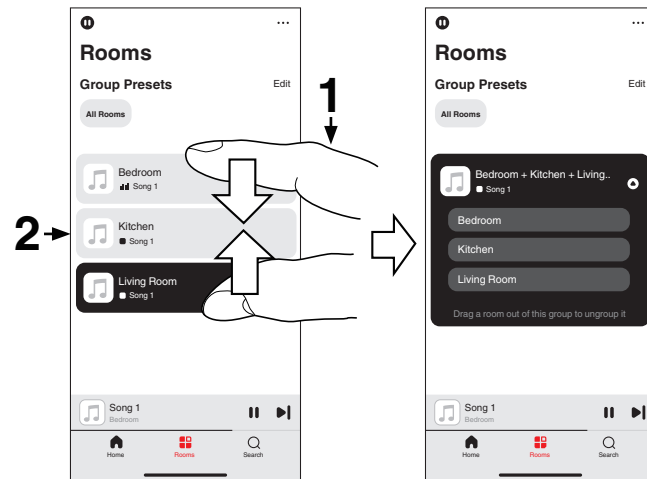 ...
Rooms
Group Presets Edit
All Rooms
1
Bedroom
Song 1
2
Kitchen
Song 1
Living Room
Song 1
Song 1
Bedroom
Home Rooms Search
...
Rooms
Group Presets Edit
All Rooms
Bedroom + Kitchen + Living..
Song 1
Bedroom
Kitchen
Living Room
Drag a room out of this group to ungroup it
Song 1
Bedroom
Home Rooms Search